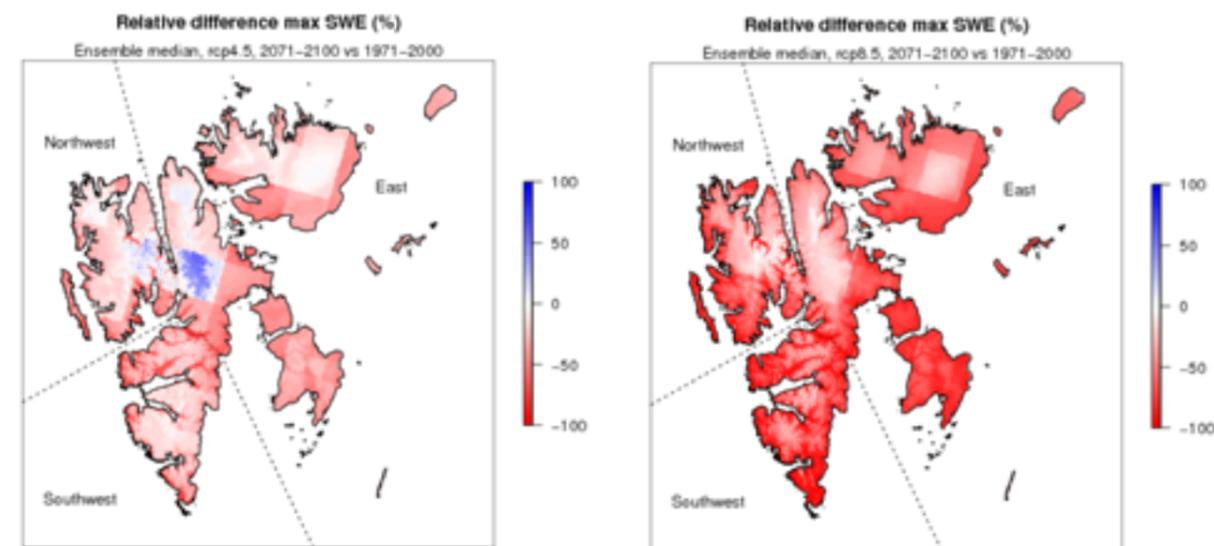 Relative difference max SWE (%)
Ensemble median, rcp4.5, 2071−2100 vs 1971−2000
Northwest
East
Southwest
100
50
0
−50
−100
Relative difference max SWE (%)
Ensemble median, rcp8.5, 2071−2100 vs 1971−2000
Northwest
East
Southwest
100
50
0
−50
−100